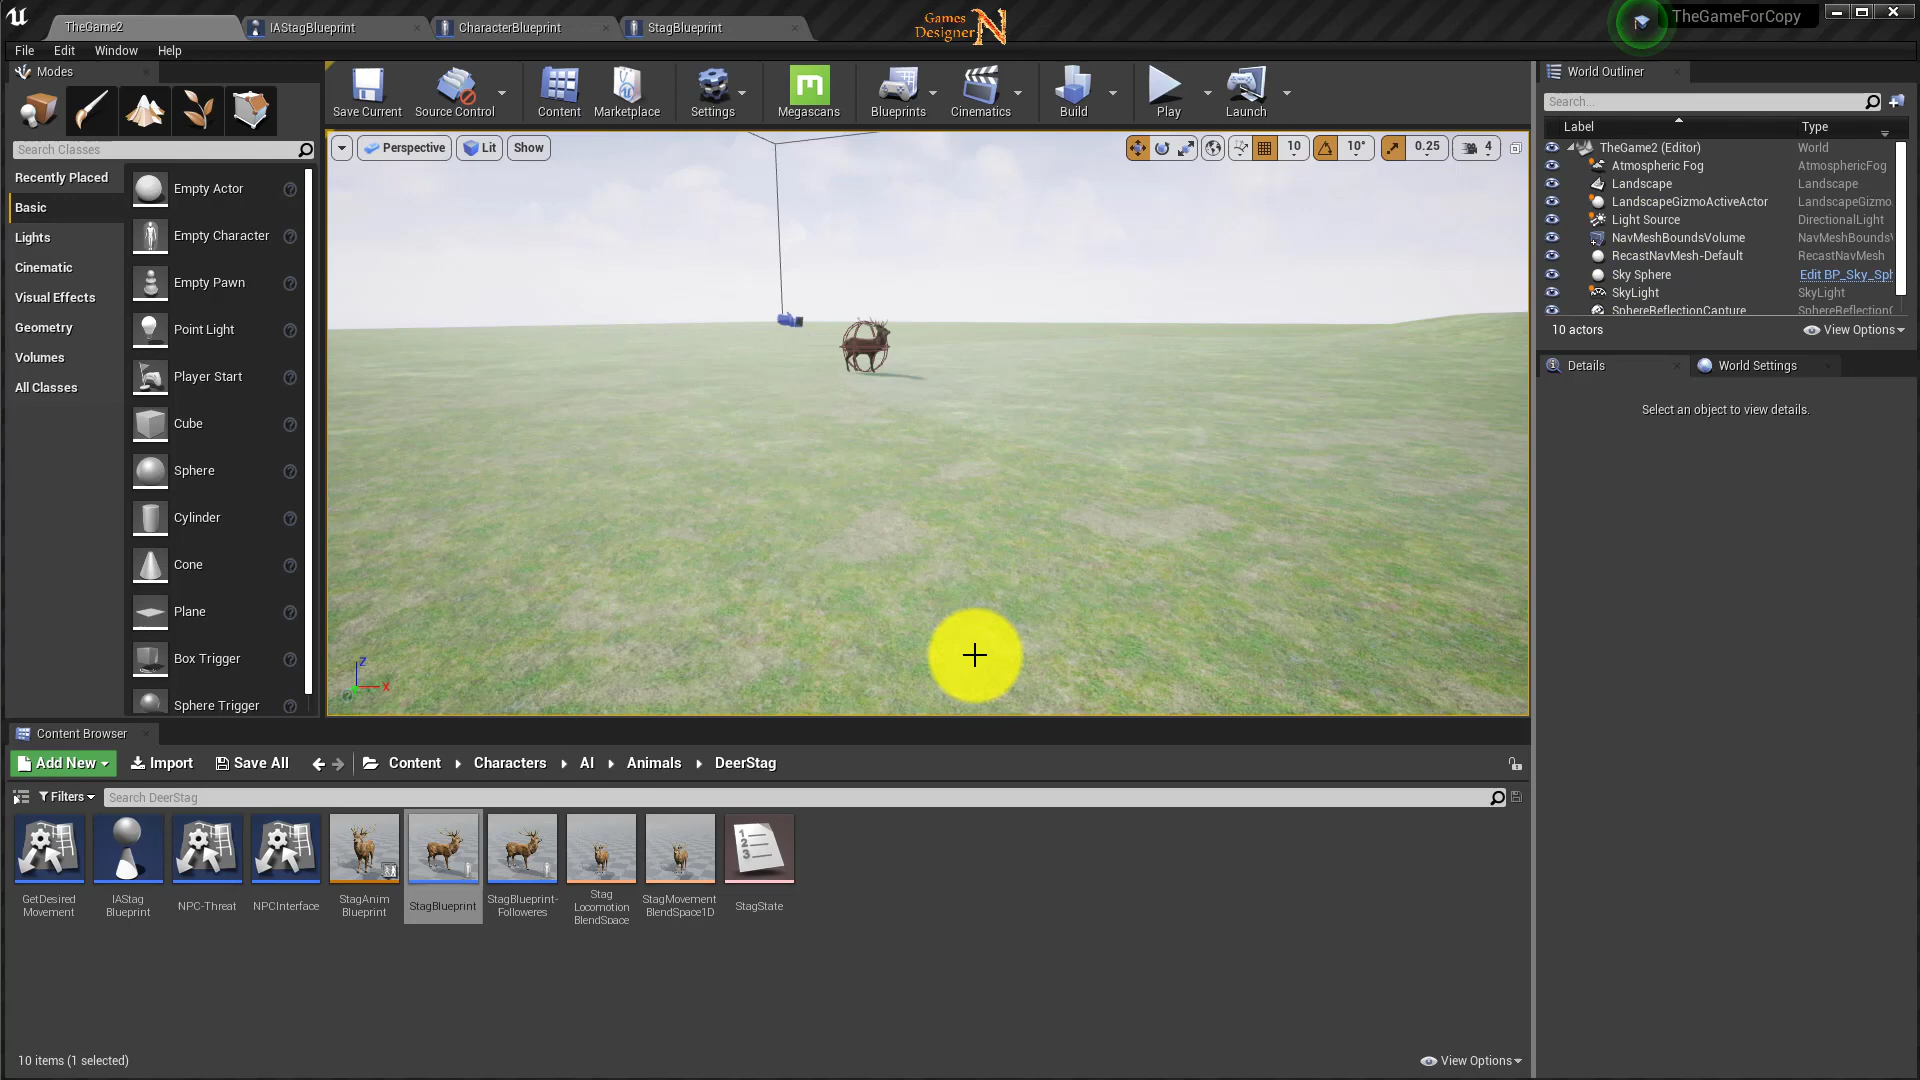 TheGame2
IAStagBlueprint
CharacterBlueprint
StagBlueprint
Games
Designer
N
TheGameForCopy
File
Edit
Window
Help
Modes
Save Current
Source Control
Content
Marketplace
Settings
Megascans
Blueprints
Cinematics
Build
Play
Launch
World Outliner
Search...
Label
Type
Search Classes
Recently Placed
Basic
Lights
Cinematic
Visual Effects
Geometry
Volumes
All Classes
Empty Actor
Empty Character
Empty Pawn
Point Light
Player Start
Cube
Sphere
Cylinder
Cone
Plane
Box Trigger
Sphere Trigger
Perspective
Lit
Show
10
10°
0.25
4
Z
X
TheGame2 (Editor) World
Atmospheric Fog AtmosphericFog
Landscape Landscape
LandscapeGizmoActiveActor LandscapeGizmo
Light Source DirectionalLight
NavMeshBoundsVolume NavMeshBounds
RecastNavMesh-Default RecastNavMesh
Sky Sphere Edit BP_Sky_Sph
SkyLight SkyLight
SphereReflectionCapture SphereReflection
10 actors
View Options
Details
World Settings
Select an object to view details.
Content Browser
Add New
Import
Save All
Content
Characters
AI
Animals
DeerStag
Filters
Search DeerStag
GetDesired
Movement
IAStag
Blueprint
NPC-Threat
NPCInterface
StagAnim
Blueprint
StagBlueprint
StagBlueprint-
Followeres
Stag
Locomotion
BlendSpace
StagMovement
BlendSpace1D
1
2
3
StagState
10 items (1 selected)
View Options